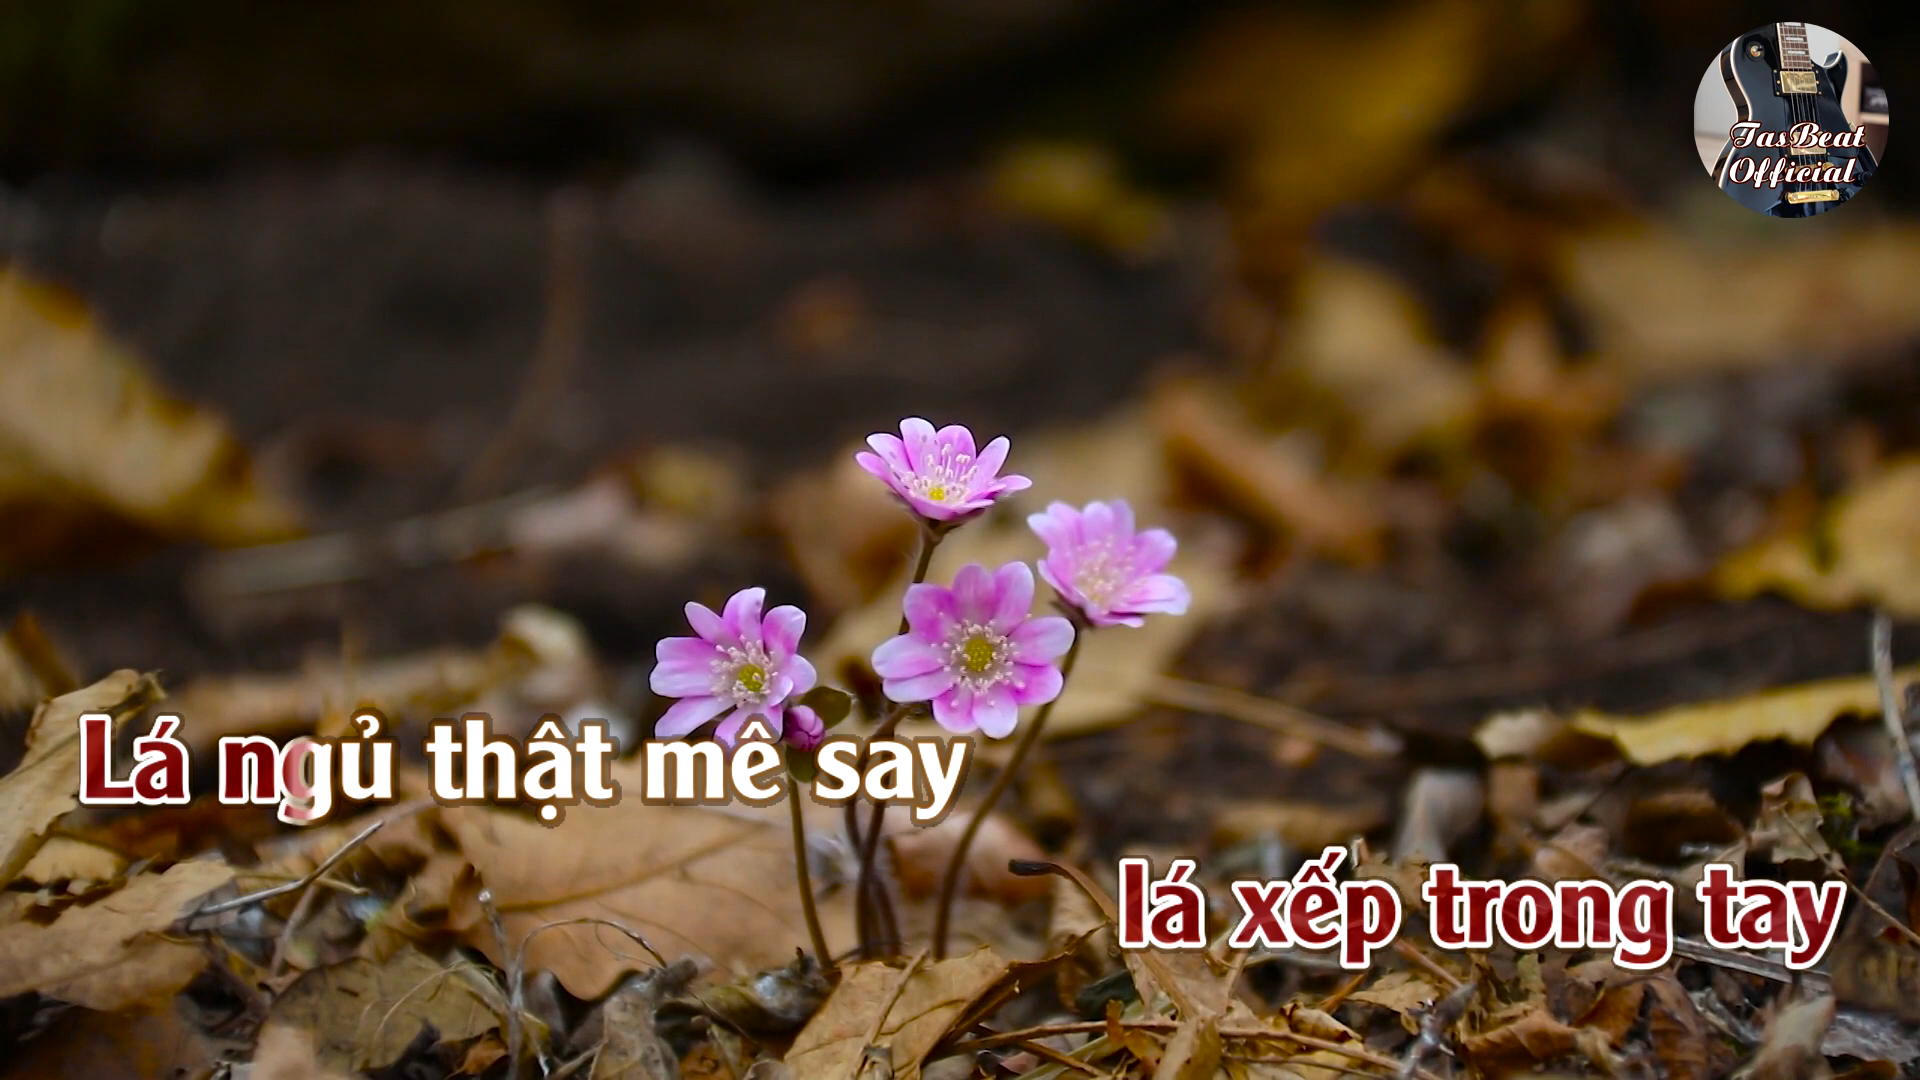 TasBeat
Official
Lá ngủ thật mê say
lá xếp trong tay